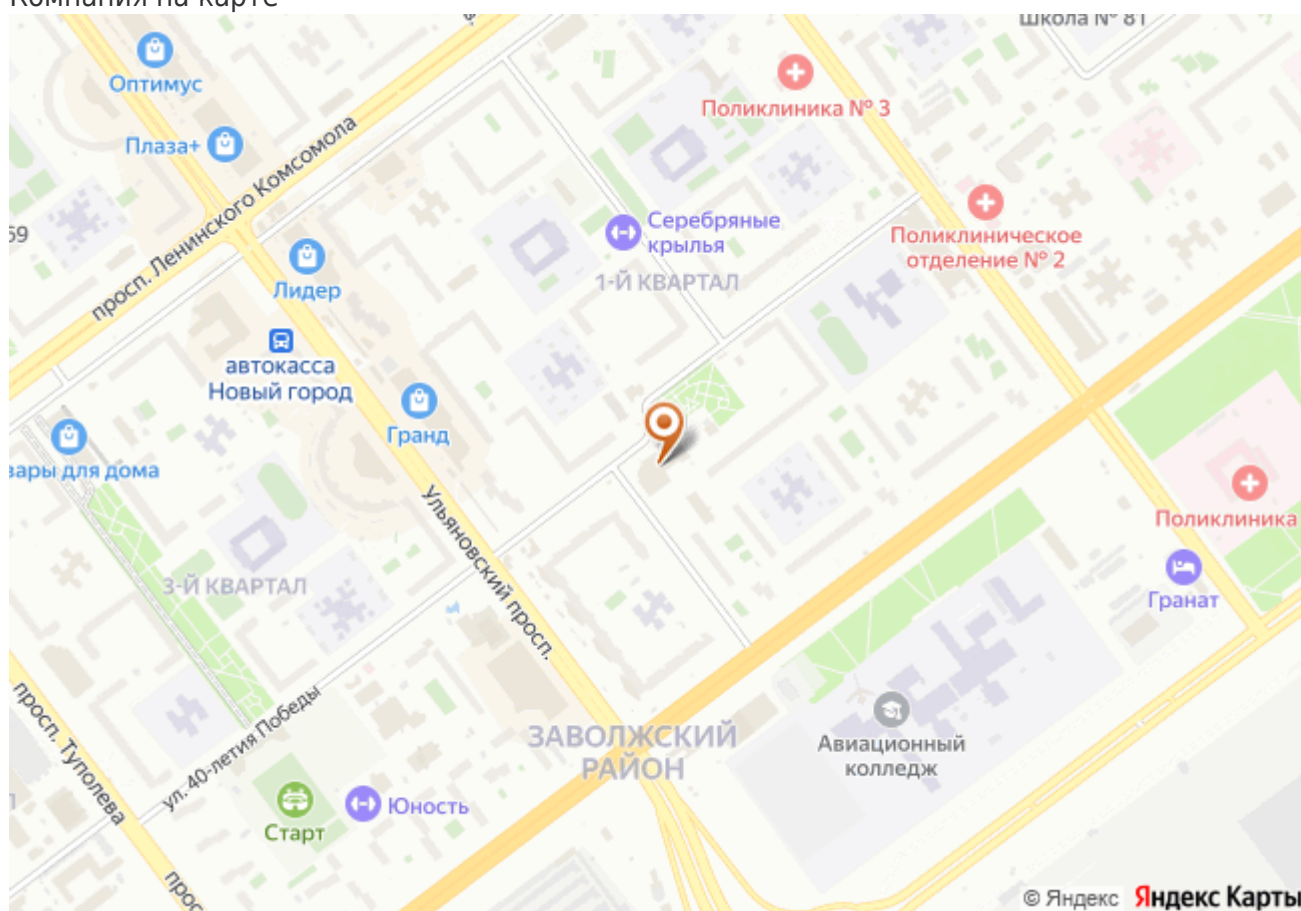 Компания на карте
Школа № 81
Оптимус
Поликлиника № 3
Плаза+
просп. Ленинского Комсомола
69
Серебряные
крылья
Поликлиническое
отделение № 2
1-Й КВАРТАЛ
Лидер
автокасса
Новый город
Гранд
вары для дома
Ульяновский просп.
Поликлиника
3-Й КВАРТАЛ
Гранат
просп. Туполева
ул. 40-летия Победы
ЗАВОЛЖСКИЙ
РАЙОН
Авиационный
колледж
Юность
Старт
прос
© Яндекс Яндекс Карты